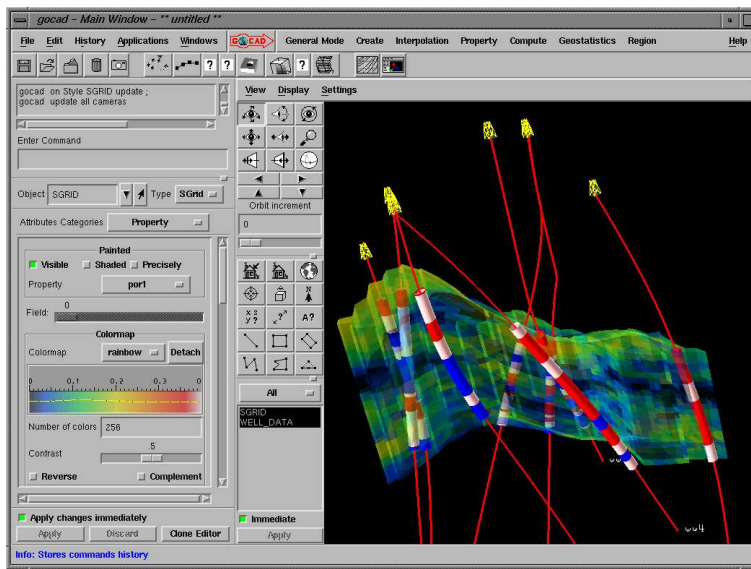 gocad - Main Window - ** untitled **
File Edit History Applications Windows GOCAD General Mode Create Interpolation Property Compute Geostatistics Region Help
? ? ?
gocad on Style SGRID update ;
gocad update all cameras
Enter Command
Object SGRID Type SGrid
Attributes Categories Property
Painted
Visible Shaded Precisely
Property por1
0
Field:
Colormap
Colormap rainbow Detach
0 0.1 0.2 0.3 0
Number of colors 256
.5
Contrast
Reverse Complement
Apply changes immediately
Apply Discard Clone Editor
View Display Settings
Orbit increment
0
N
x z
y ? ? A?
All
SGRID
WELL_DATA
Immediate
Apply
ww4
Info: Stores commands history